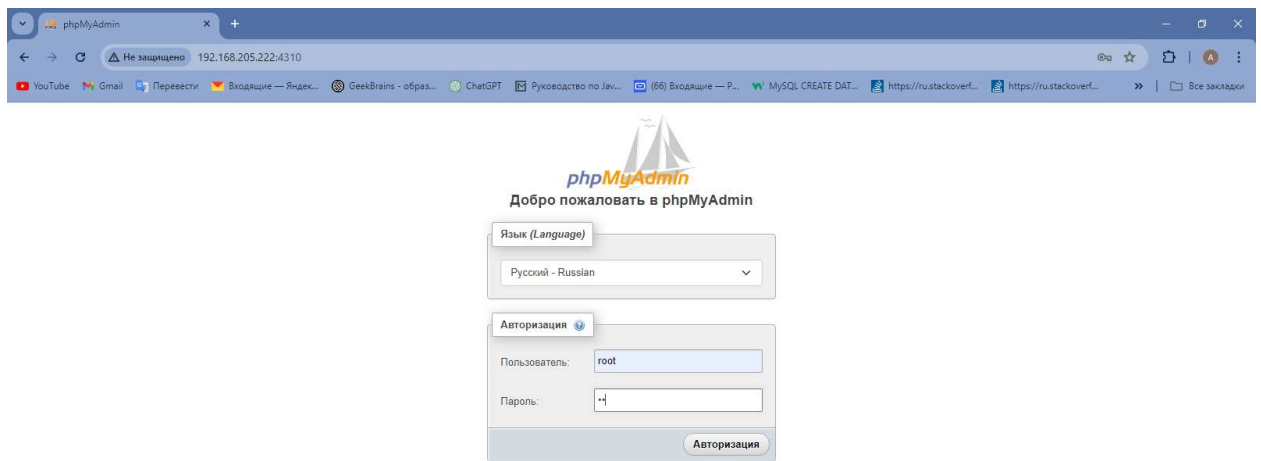 phpMyAdmin
Не защищено 192.168.205.222:4310
YouTube Gmail Перевести Входящие — Яндек... GeekBrains - образ... ChatGPT Руководство по Jav... (66) Входящие — Р... MySQL CREATE DAT... https://ru.stackoverf... https://ru.stackoverf... » Все закладки
phpMyAdmin
Добро пожаловать в phpMyAdmin
Язык (Language)
Русский - Russian
Авторизация
Пользователь: root
Пароль: ••
Авторизация